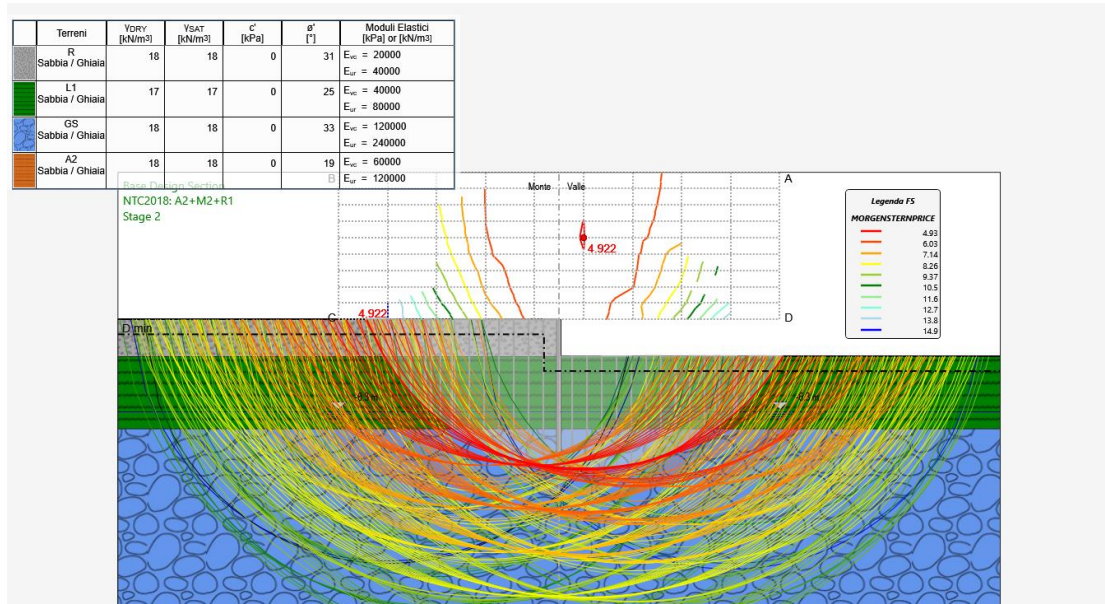 Terreni γDRY [kN/m³] γSAT [kN/m³] c' [kPa] ø' [°] Moduli Elastici [kPa] or [kN/m³]
R Sabbia / Ghiaia 18 18 0 31 Evc = 20000
Eur = 40000
L1 Sabbia / Ghiaia 17 17 0 25 Evc = 40000
Eur = 80000
GS Sabbia / Ghiaia 18 18 0 33 Evc = 120000
Eur = 240000
A2 Sabbia / Ghiaia 18 18 0 19 Evc = 60000
Eur = 120000
Base Design Section
NTC2018: A2+M2+R1
Stage 2
B
Monte
Valle
A
4.922
Legenda FS
MORGENSTERNPRICE
4.93
6.03
7.14
8.26
9.37
10.5
11.6
12.7
13.8
14.9
C
4.922
D
D min